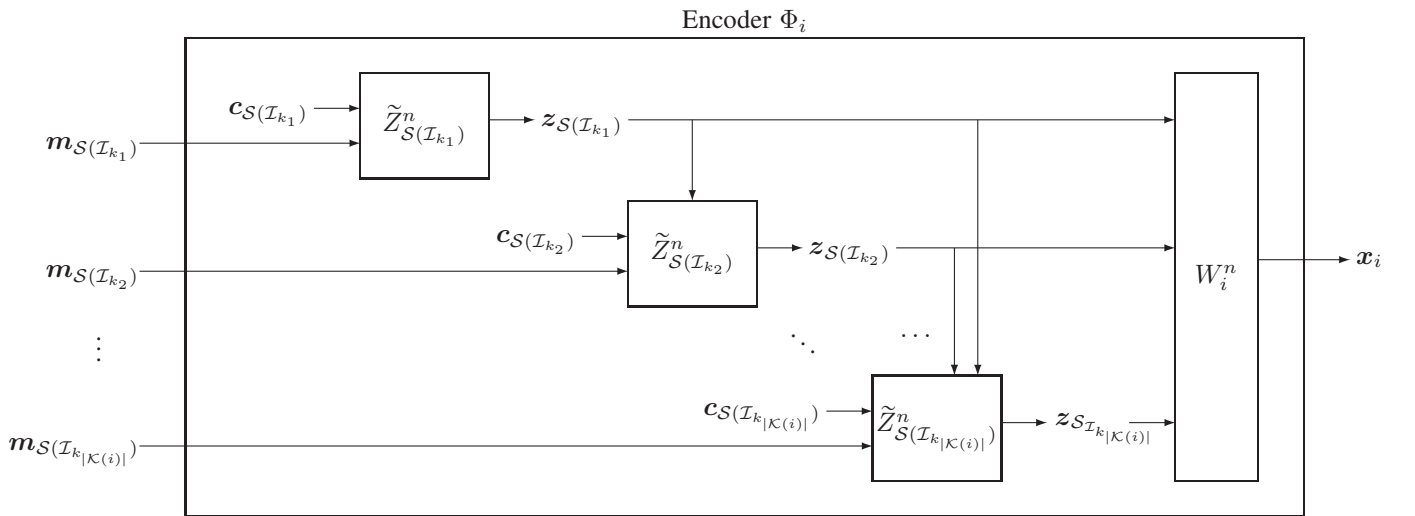 Encoder Φ_i
c_{S(I_{k_1})}
Z̃^n_{S(I_{k_1})}
z_{S(I_{k_1})}
m_{S(I_{k_1})}
c_{S(I_{k_2})}
Z̃^n_{S(I_{k_2})}
z_{S(I_{k_2})}
m_{S(I_{k_2})}
W_i^n
x_i
⋮
⋱
⋯
c_{S(I_{k_{|K(i)|}})}
Z̃^n_{S(I_{k_{|K(i)|}})}
z_{S_{I_{k_{|K(i)|}}}}
m_{S(I_{k_{|K(i)|}})}